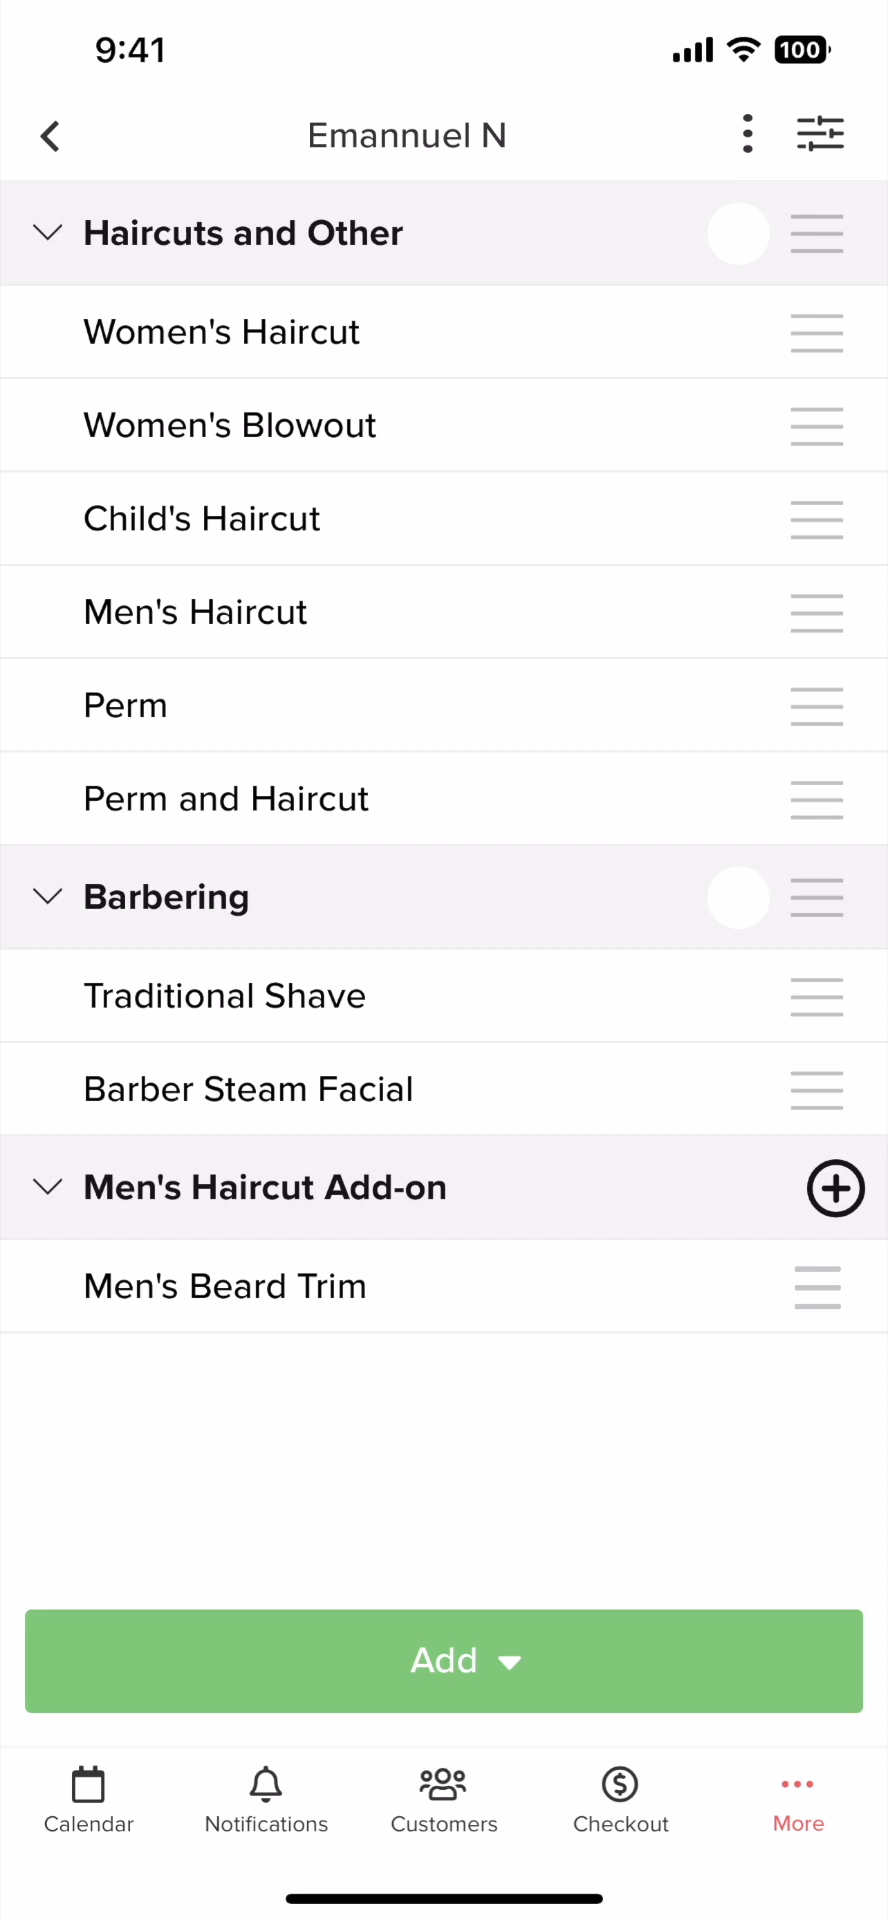 9:41
100
Emannuel N
Haircuts and Other
Women's Haircut
Women's Blowout
Child's Haircut
Men's Haircut
Perm
Perm and Haircut
Barbering
Traditional Shave
Barber Steam Facial
Men's Haircut Add-on
Men's Beard Trim
Add
Calendar
Notifications
Customers
Checkout
More